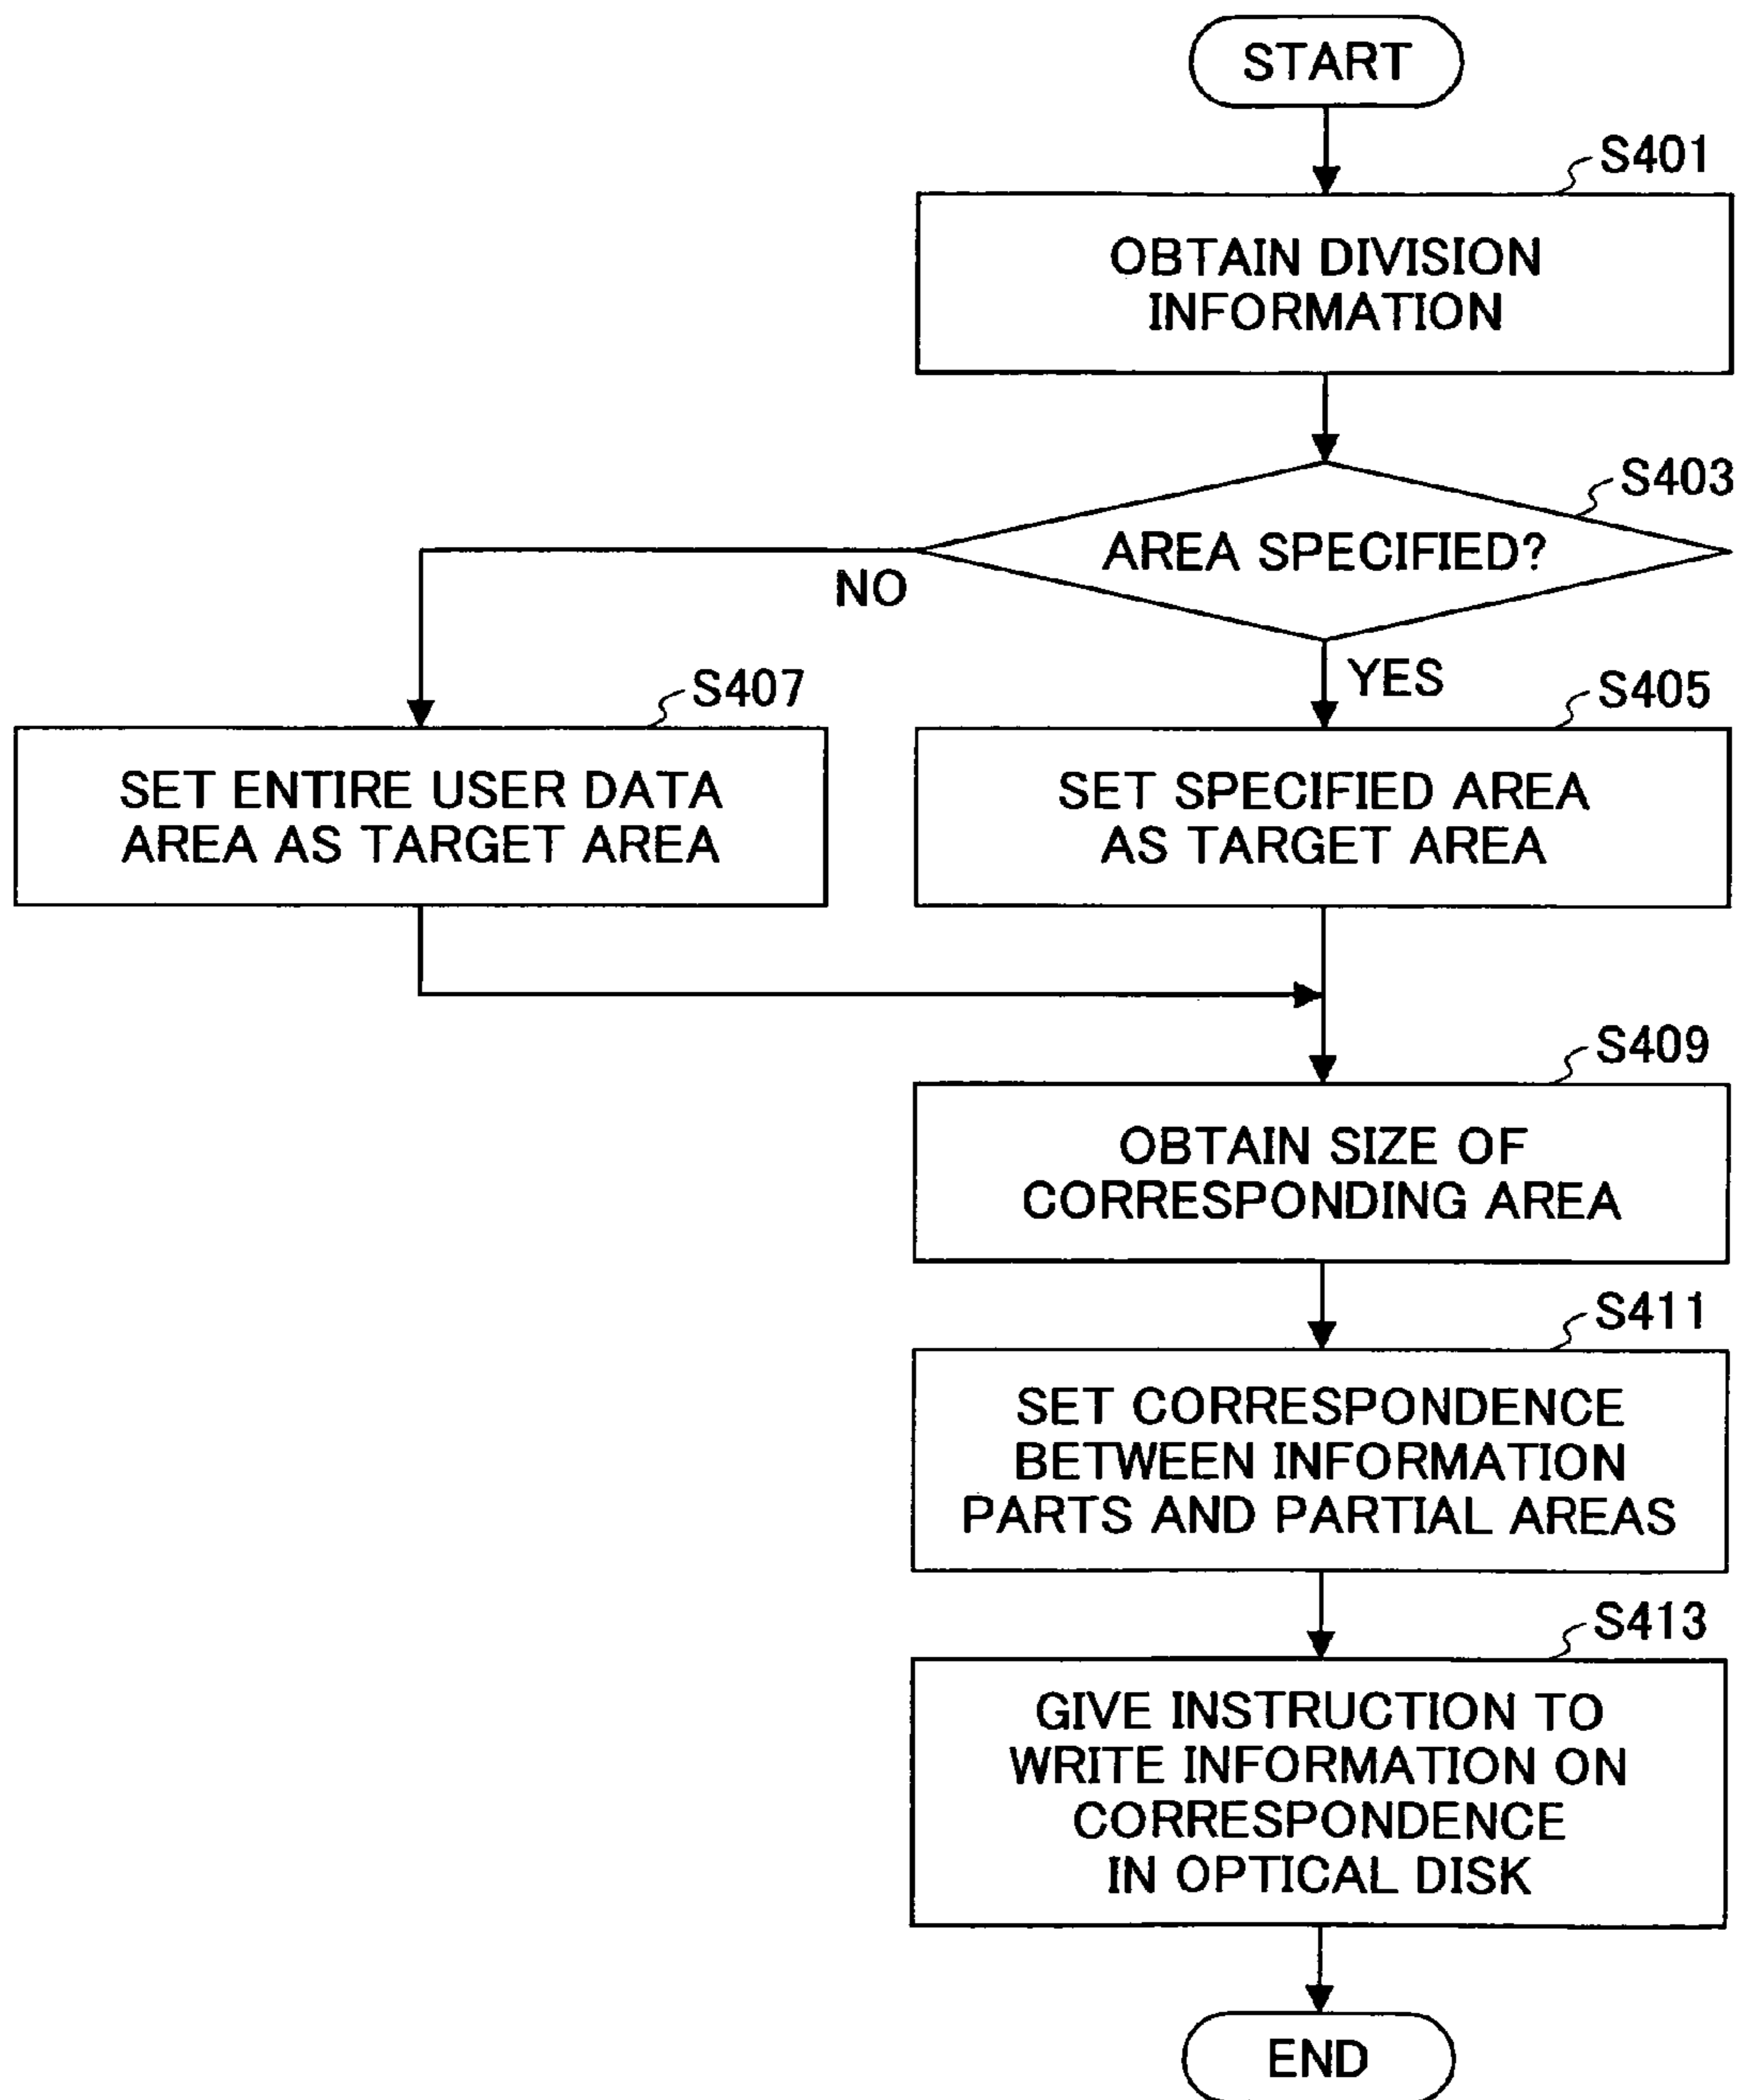 START
S401
OBTAIN DIVISION
INFORMATION
S403
AREA SPECIFIED?
NO
YES
S407
SET ENTIRE USER DATA
AREA AS TARGET AREA
S405
SET SPECIFIED AREA
AS TARGET AREA
S409
OBTAIN SIZE OF
CORRESPONDING AREA
S411
SET CORRESPONDENCE
BETWEEN INFORMATION
PARTS AND PARTIAL AREAS
S413
GIVE INSTRUCTION TO
WRITE INFORMATION ON
CORRESPONDENCE
IN OPTICAL DISK
END